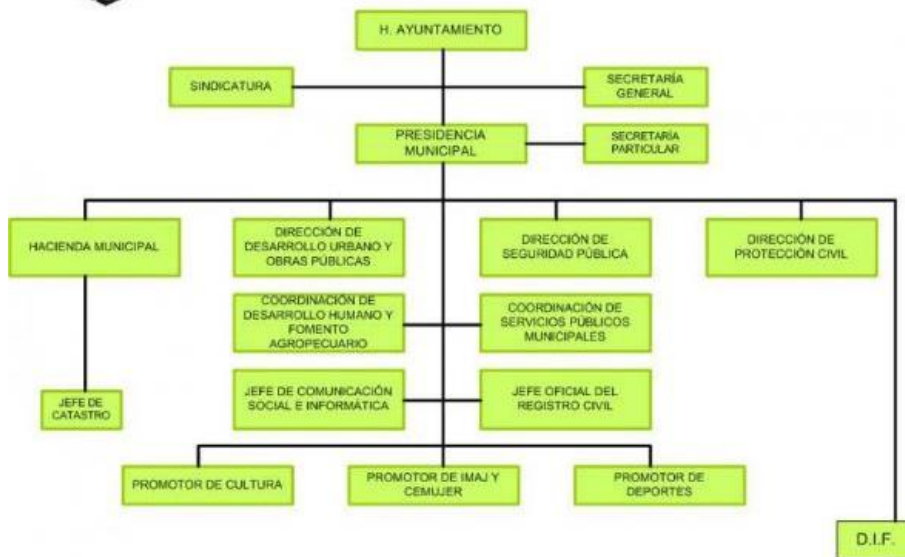 H. AYUNTAMIENTO
SINDICATURA
SECRETARÍA
GENERAL
PRESIDENCIA
MUNICIPAL
SECRETARÍA
PARTICULAR
HACIENDA MUNICIPAL
DIRECCIÓN DE
DESARROLLO URBANO Y
OBRAS PÚBLICAS
DIRECCIÓN DE
SEGURIDAD PÚBLICA
DIRECCIÓN DE
PROTECCIÓN CIVIL
COORDINACIÓN DE
DESARROLLO HUMANO Y
FOMENTO
AGROPECUARIO
COORDINACIÓN DE
SERVICIOS PÚBLICOS
MUNICIPALES
JEFE DE
CATASTRO
JEFE DE COMUNICACIÓN
SOCIAL E INFORMÁTICA
JEFE OFICIAL DEL
REGISTRO CIVIL
PROMOTOR DE CULTURA
PROMOTOR DE IMAJ Y
CEMUJER
PROMOTOR DE
DEPORTES
D.I.F.